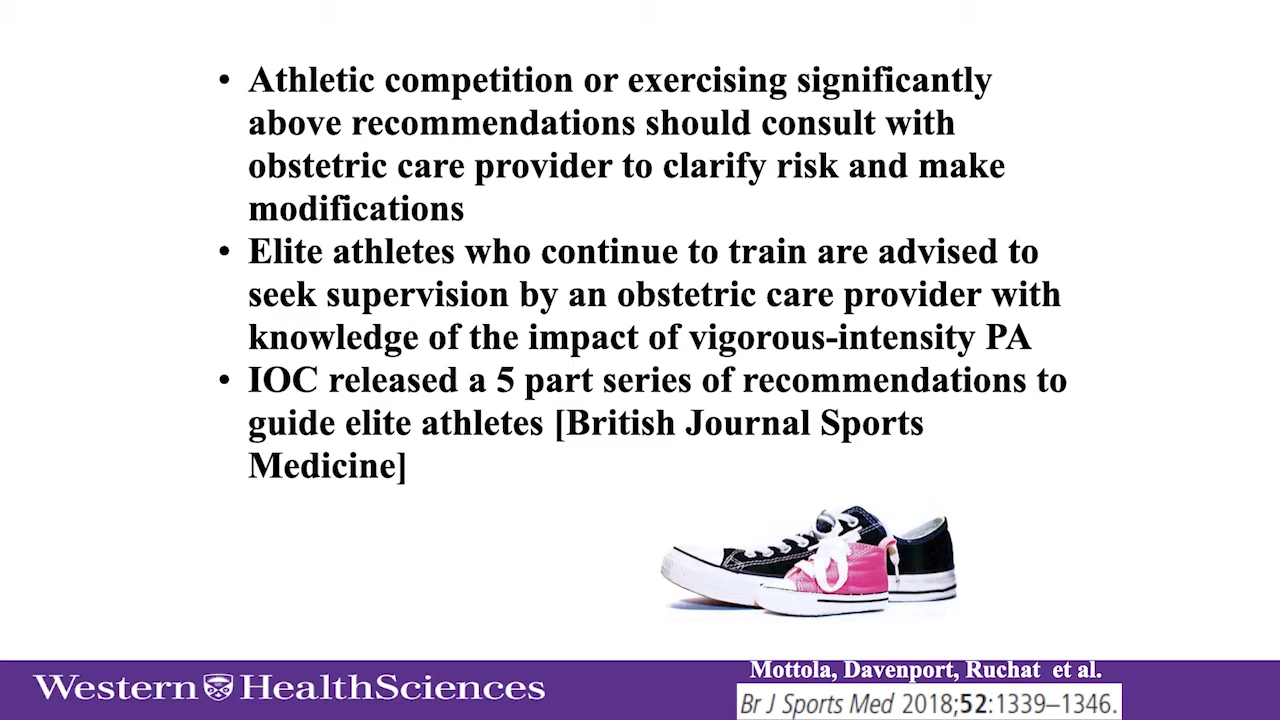 • Athletic competition or exercising significantly
above recommendations should consult with
obstetric care provider to clarify risk and make
modifications
• Elite athletes who continue to train are advised to
seek supervision by an obstetric care provider with
knowledge of the impact of vigorous-intensity PA
• IOC released a 5 part series of recommendations to
guide elite athletes [British Journal Sports
Medicine]
Western HealthSciences
Mottola, Davenport, Ruchat et al.
Br J Sports Med 2018;52:1339–1346.